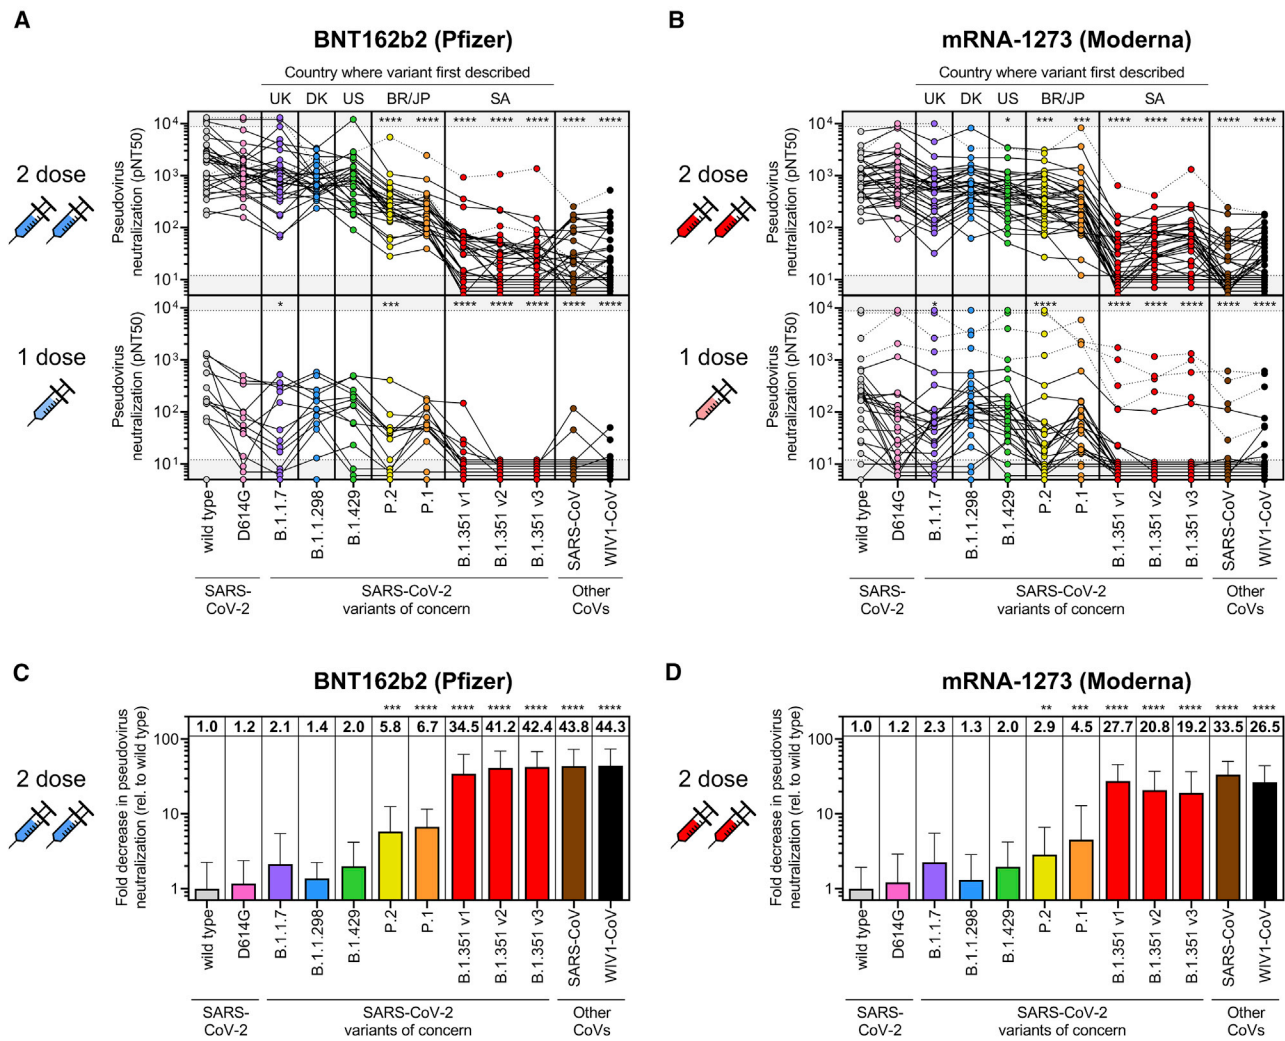 A
BNT162b2 (Pfizer)
Country where variant first described
UK DK US BR/JP SA
2 dose
Pseudovirus
neutralization (pNT50)
10⁴
10³
10²
10¹
**** **** **** **** **** **** ****
1 dose
Pseudovirus
neutralization (pNT50)
10⁴
10³
10²
10¹
* *** **** **** **** **** ****
wild type
D614G
B.1.1.7
B.1.1.298
B.1.429
P.2
P.1
B.1.351 v1
B.1.351 v2
B.1.351 v3
SARS-CoV
WIV1-CoV
SARS-
CoV-2
SARS-CoV-2
variants of concern
Other
CoVs
B
mRNA-1273 (Moderna)
Country where variant first described
UK DK US BR/JP SA
2 dose
Pseudovirus
neutralization (pNT50)
10⁴
10³
10²
10¹
* *** *** **** **** **** **** ****
1 dose
Pseudovirus
neutralization (pNT50)
10⁴
10³
10²
10¹
* **** **** **** **** **** ****
wild type
D614G
B.1.1.7
B.1.1.298
B.1.429
P.2
P.1
B.1.351 v1
B.1.351 v2
B.1.351 v3
SARS-CoV
WIV1-CoV
SARS-
CoV-2
SARS-CoV-2
variants of concern
Other
CoVs
C
BNT162b2 (Pfizer)
*** **** **** **** **** **** ****
1.0 1.2 2.1 1.4 2.0 5.8 6.7 34.5 41.2 42.4 43.8 44.3
2 dose
Fold decrease in pseudovirus
neutralization (rel. to wild type)
100
10
1
wild type
D614G
B.1.1.7
B.1.1.298
B.1.429
P.2
P.1
B.1.351 v1
B.1.351 v2
B.1.351 v3
SARS-CoV
WIV1-CoV
SARS-
CoV-2
SARS-CoV-2
variants of concern
Other
CoVs
D
mRNA-1273 (Moderna)
** *** **** **** **** **** ****
1.0 1.2 2.3 1.3 2.0 2.9 4.5 27.7 20.8 19.2 33.5 26.5
2 dose
Fold decrease in pseudovirus
neutralization (rel. to wild type)
100
10
1
wild type
D614G
B.1.1.7
B.1.1.298
B.1.429
P.2
P.1
B.1.351 v1
B.1.351 v2
B.1.351 v3
SARS-CoV
WIV1-CoV
SARS-
CoV-2
SARS-CoV-2
variants of concern
Other
CoVs